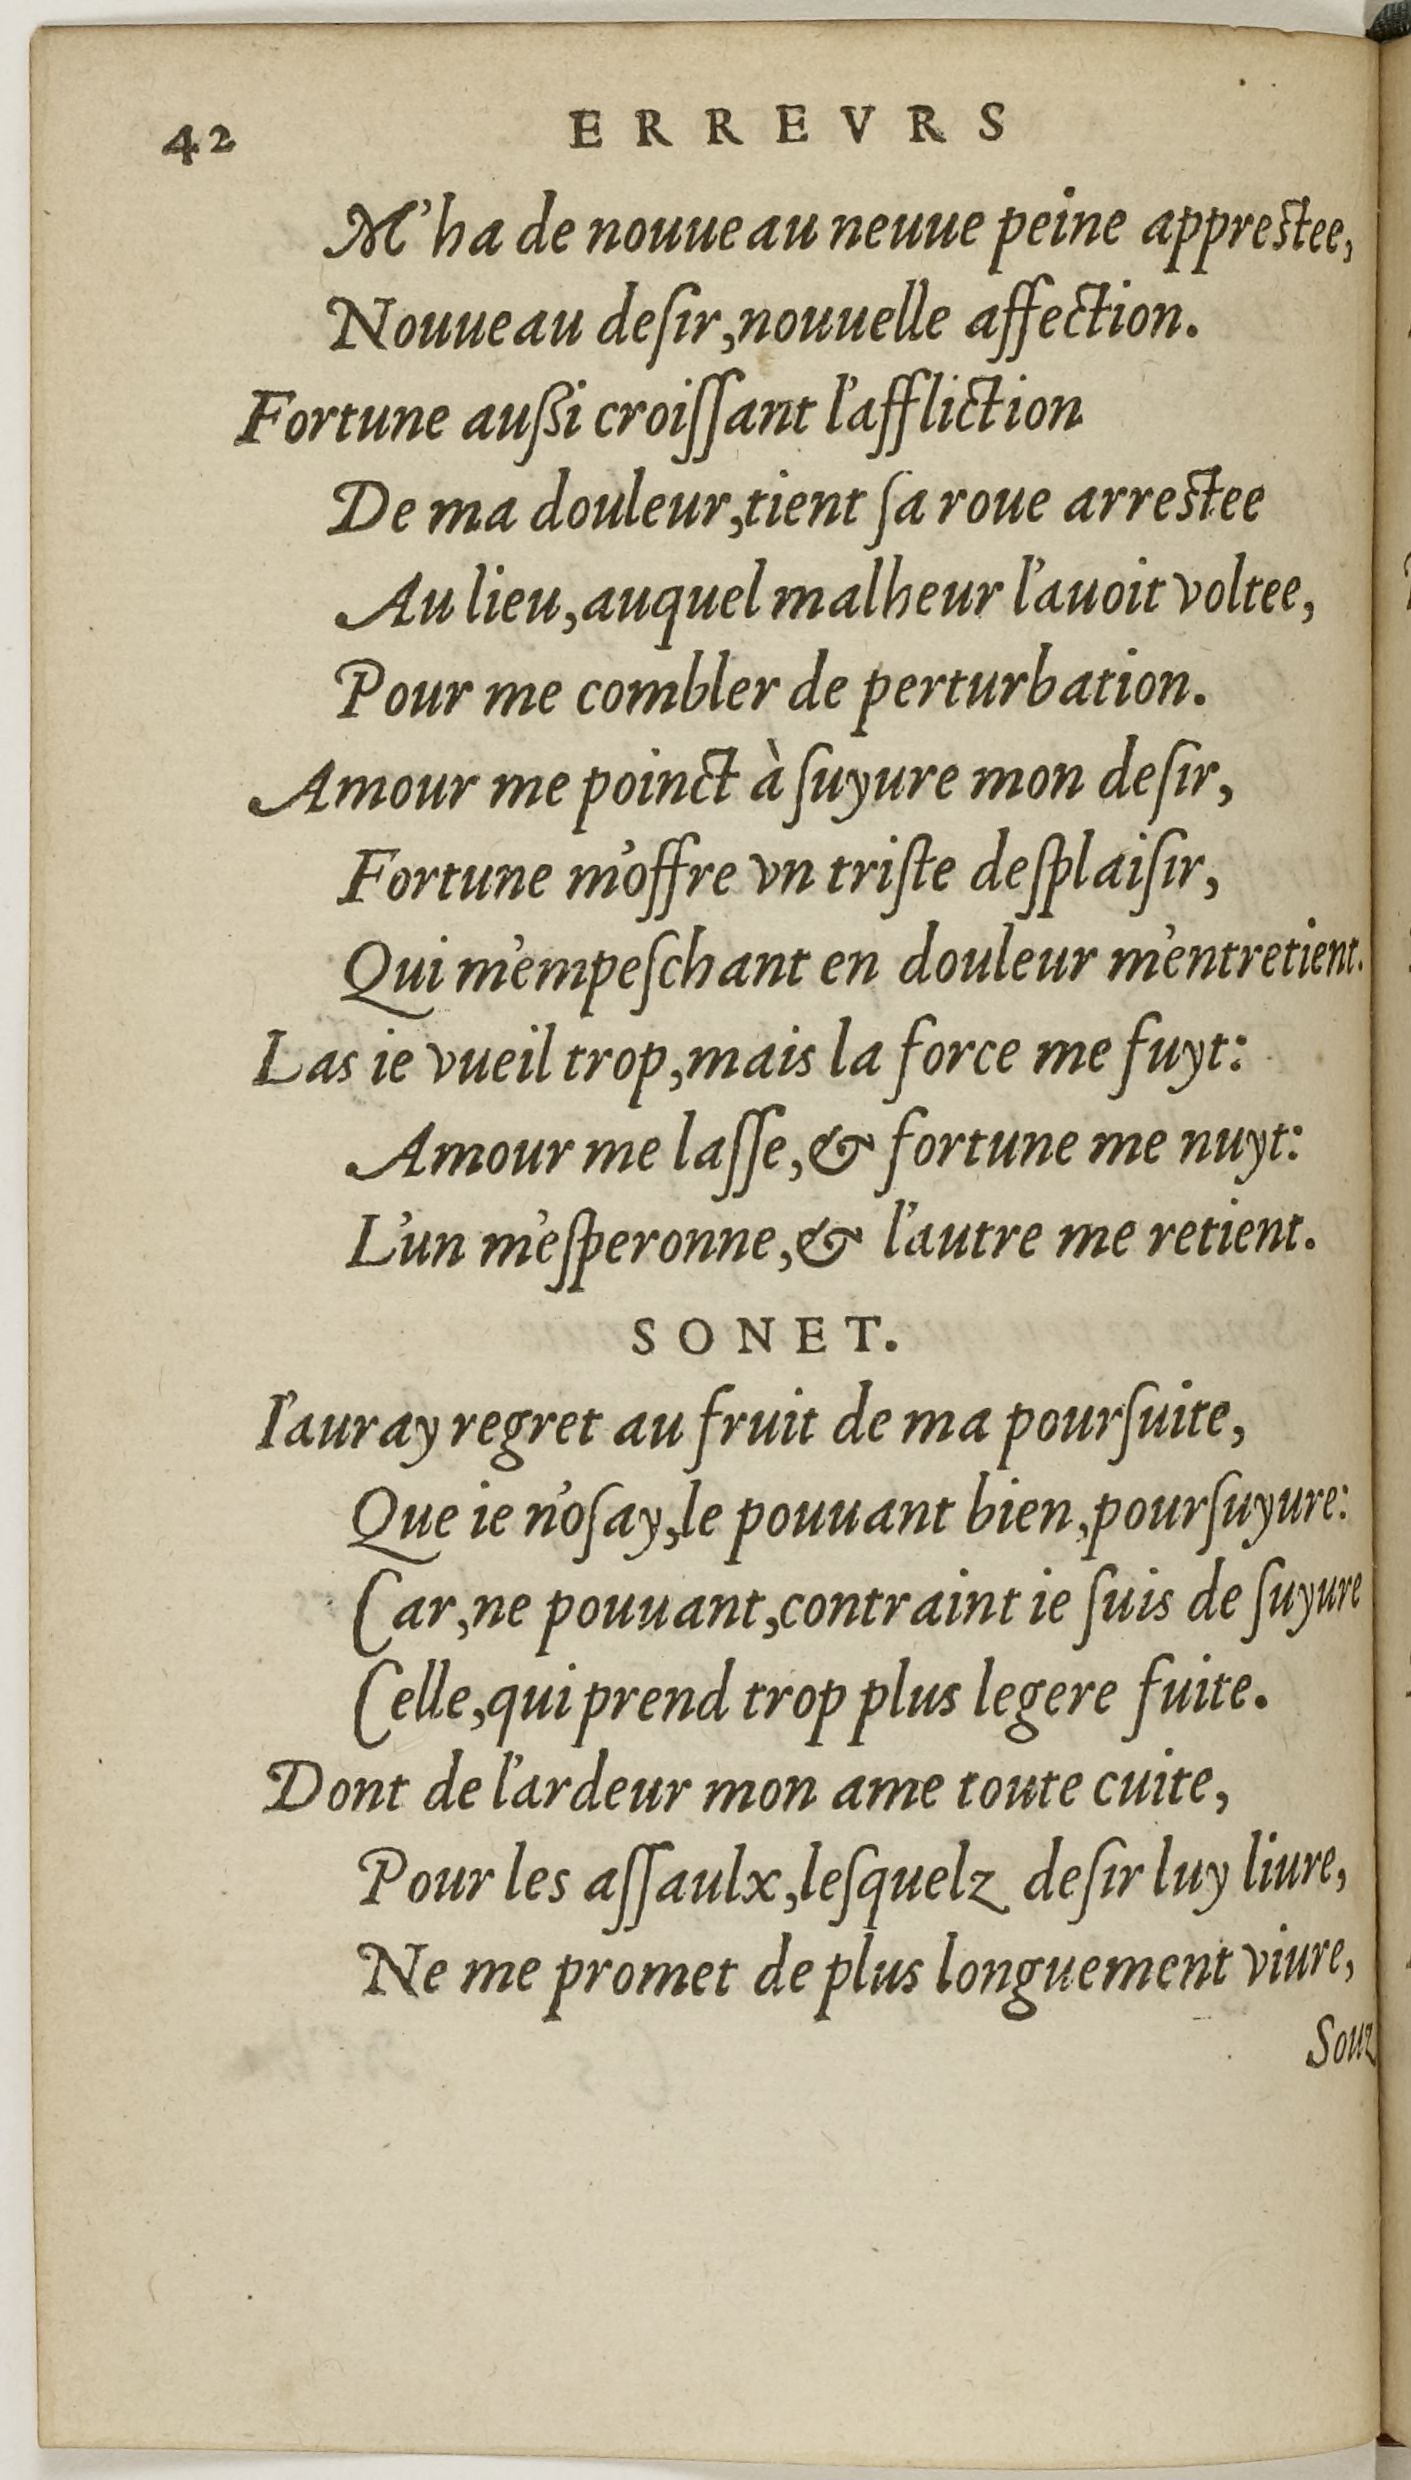 42 ERREVRS
M'ha de nouueau neuue peine apprestee,
Nouueau deſir, nouuelle affection.
Fortune außi croiſſant l'affliction
De ma douleur, tient ſa roue arrestee
Au lieu, auquel malheur l'auoit voltee,
Pour me combler de perturbation.
Amour me poinct à ſuyure mon deſir,
Fortune m'offre vn triſte deſplaiſir,
Qui m'empeſchant en douleur m'entretient.
Las ie vueil trop, mais la force me fuyt:
Amour me laſſe, & fortune me nuyt:
L'un m'eſperonne, & l'autre me retient.
SONET.
I'auray regret au fruit de ma pourſuite,
Que ie n'oſay, le pouuant bien, pourſuyure:
Car, ne pouuant, contraint ie ſuis de ſuyure
Celle, qui prend trop plus legere fuite.
Dont de l'ardeur mon ame toute cuite,
Pour les aſſaulx, leſquelz deſir luy liure,
Ne me promet de plus longuement viure,
Souz